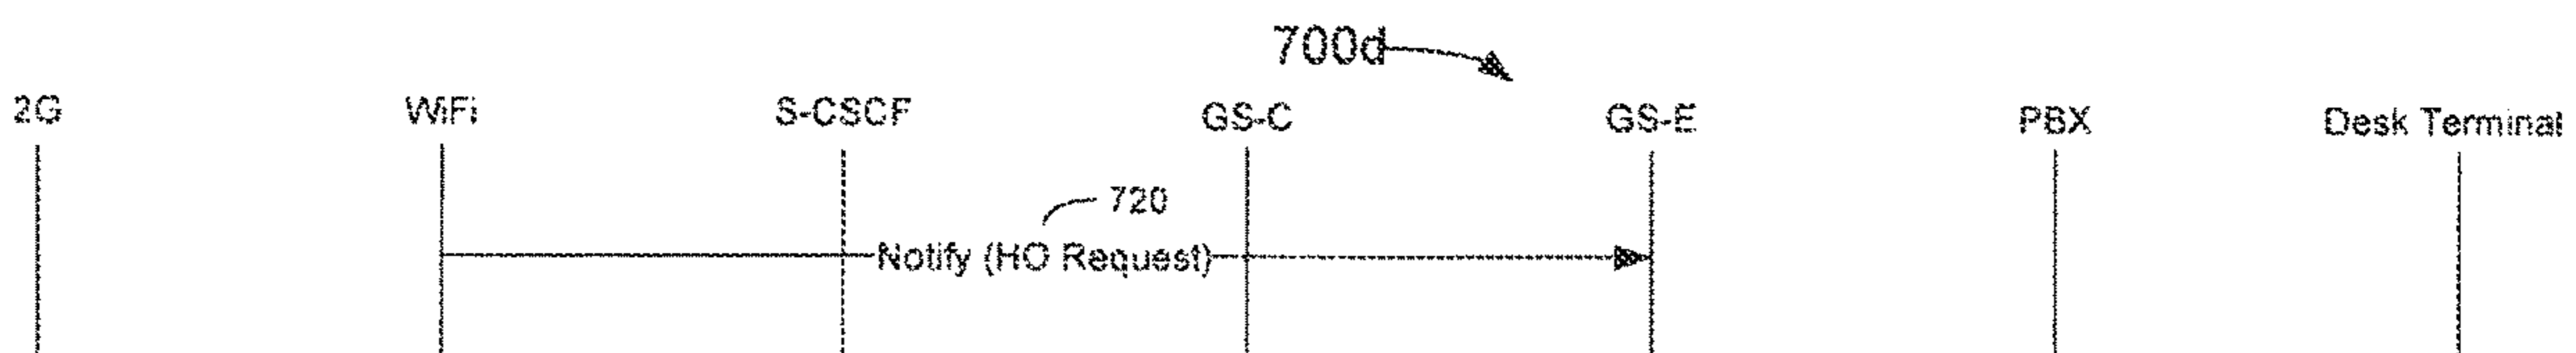 700d
2G WiFi S-CSCF GS-C GS-E PBX Desk Terminal
720
Notify (HO Request)